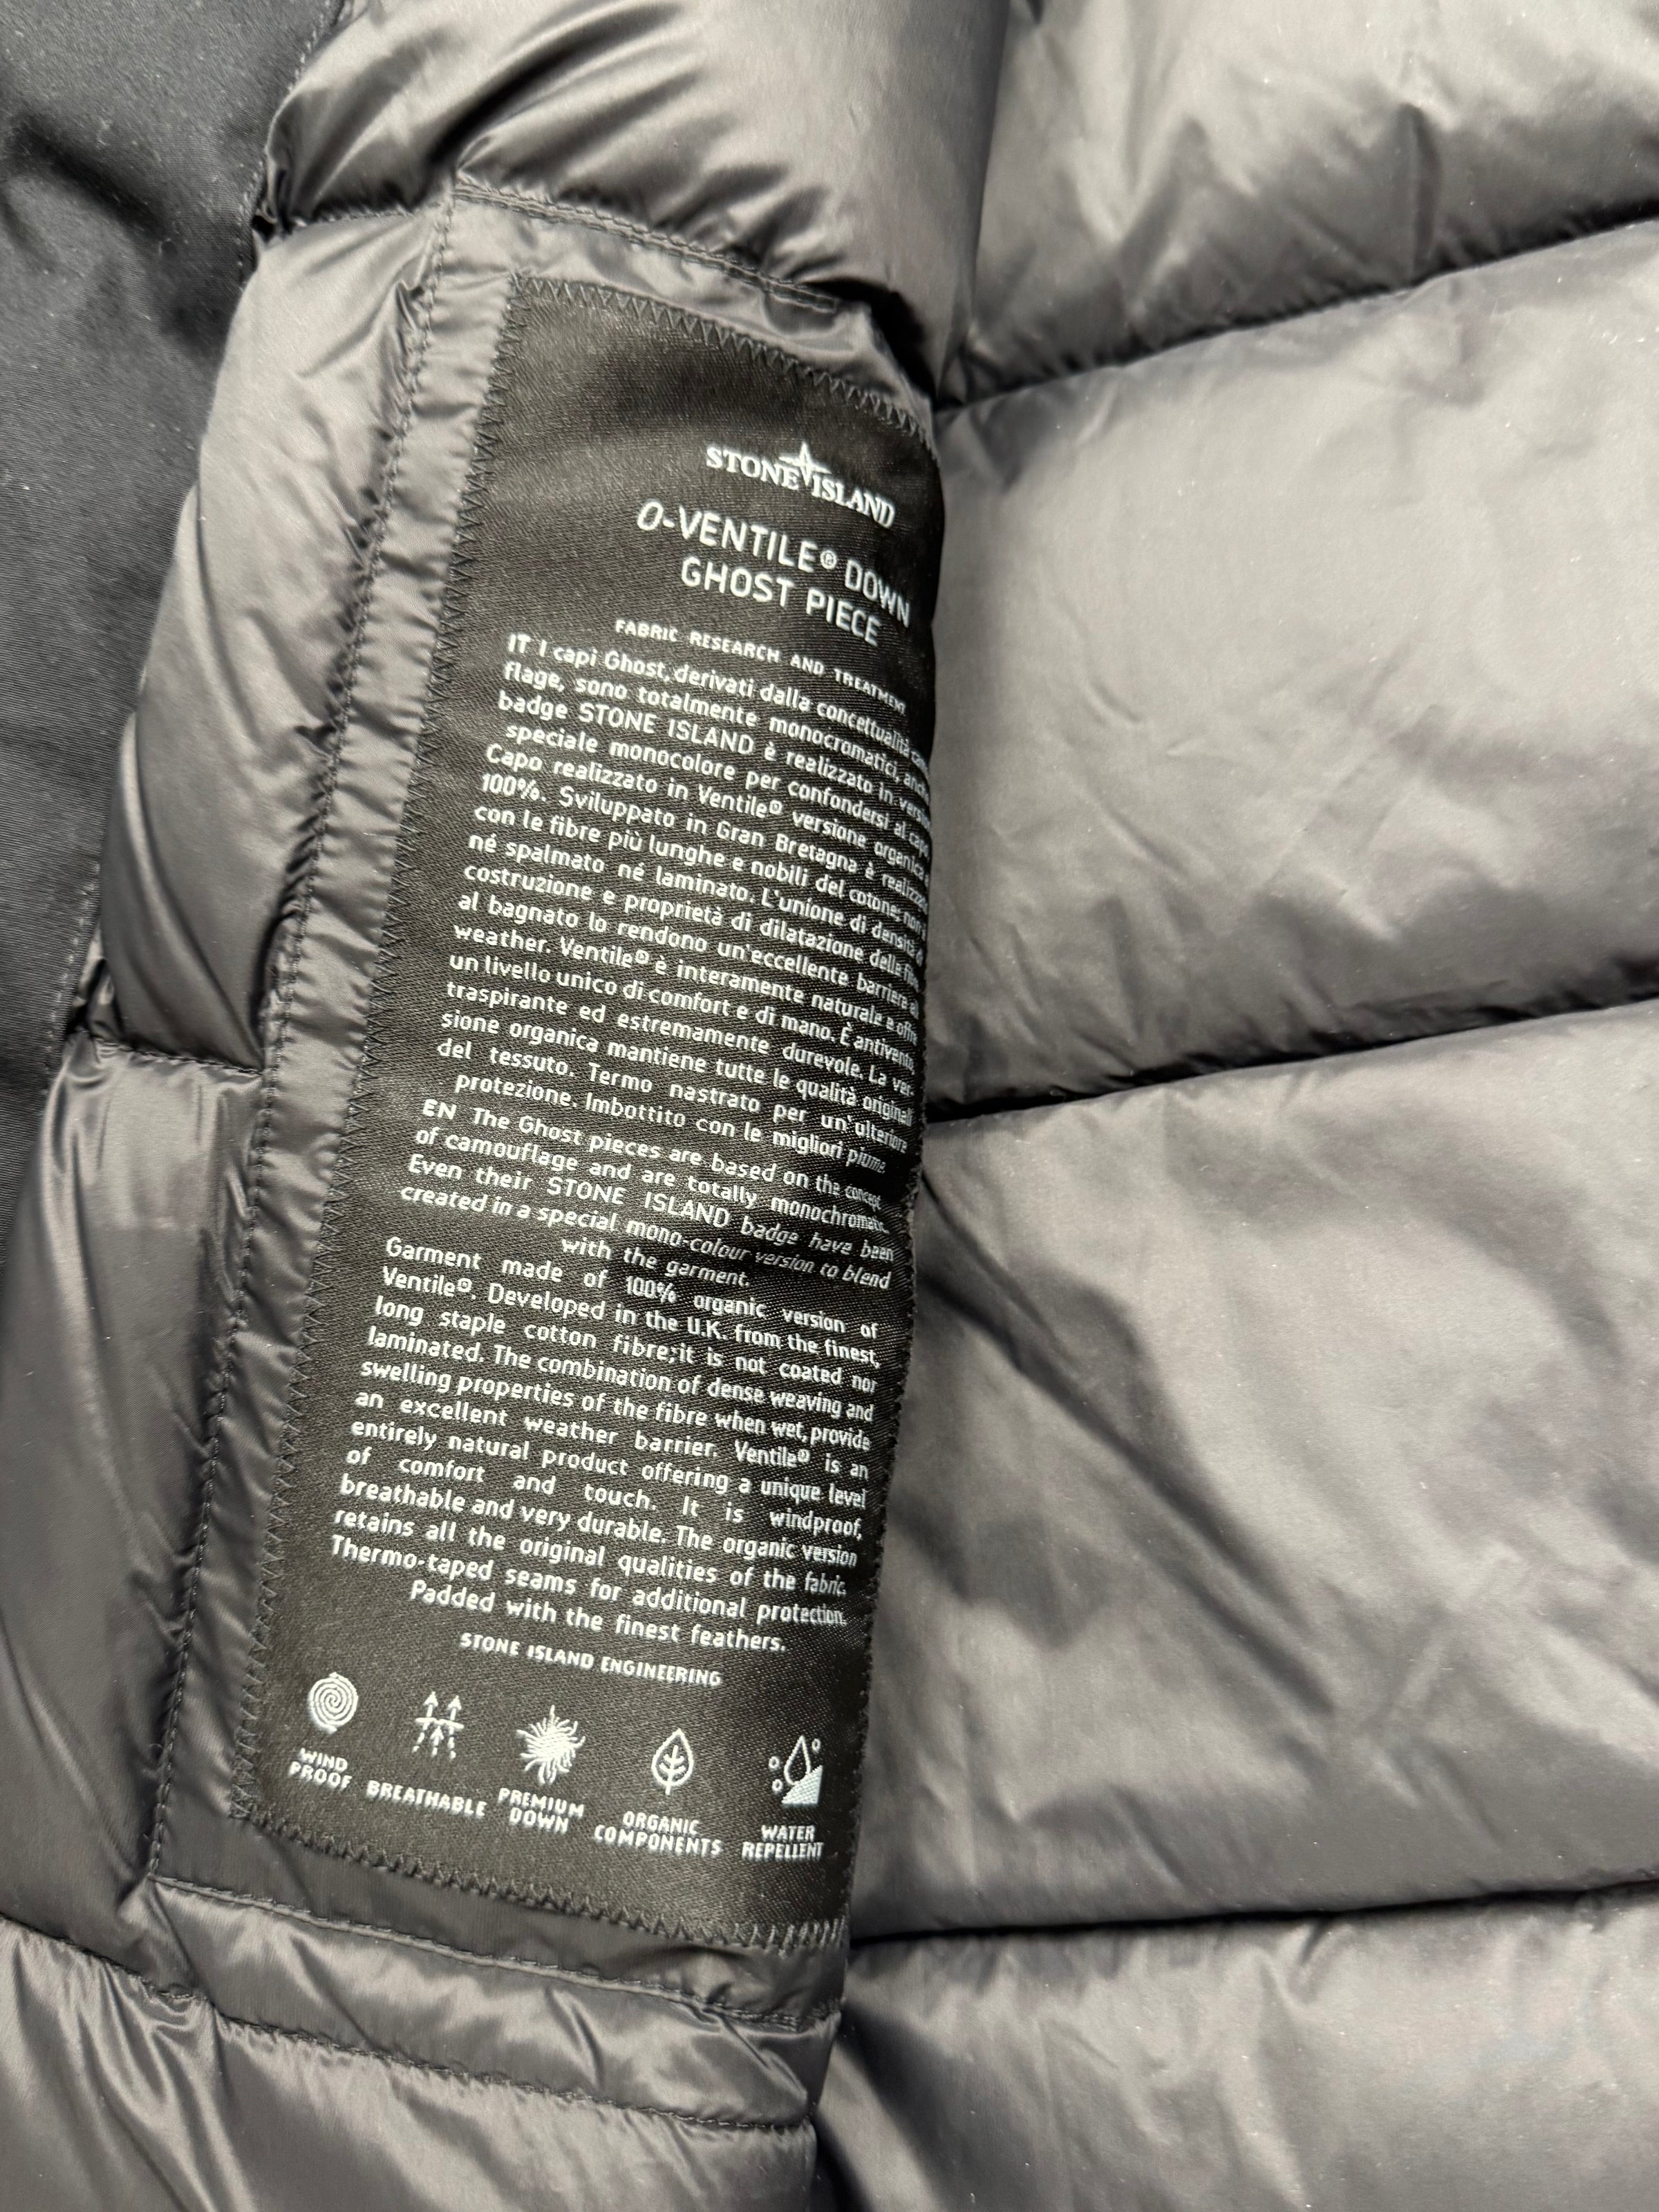 STONE ISLAND
O-VENTILE® DOWN
GHOST PIECE
FABRIC RESEARCH AND TREATMENT
IT I capi Ghost, derivati dalla concettualità
flage, sono totalmente monocromatici,
badge STONE ISLAND è realizzato in
speciale monocolore per confondersi al capo
Capo realizzato in Ventile® versione organica
100%. Sviluppato in Gran Bretagna è
con le fibre più lunghe e nobili del cotone;
né spalmato né laminato. L'unione di densità
costruzione e proprietà di dilatazione delle
al bagnato lo rendono un'eccellente barriera
weather. Ventile® è interamente naturale e
un livello unico di comfort e di mano. È
traspirante ed estremamente durevole. La ver-
sione organica mantiene tutte le qualità originali
del tessuto. Termo nastrato per un'ulteriore
protezione. Imbottito con le migliori piume.
EN The Ghost pieces are based on the concept
of camouflage and are totally monochromatic.
Even their STONE ISLAND badge have been
created in a special mono-colour version to blend
with the garment.
Garment made of 100% organic version of
Ventile®. Developed in the U.K. from the finest,
long staple cotton fibre; it is not coated nor
laminated. The combination of dense weaving and
swelling properties of the fibre when wet, provide
an excellent weather barrier. Ventile® is an
entirely natural product offering a unique level
of comfort and touch. It is windproof,
breathable and very durable. The organic version
retains all the original qualities of the fabric.
Thermo-taped seams for additional protection.
Padded with the finest feathers.
STONE ISLAND ENGINEERING
WIND PROOF
BREATHABLE
PREMIUM DOWN
ORGANIC COMPONENTS
WATER REPELLENT